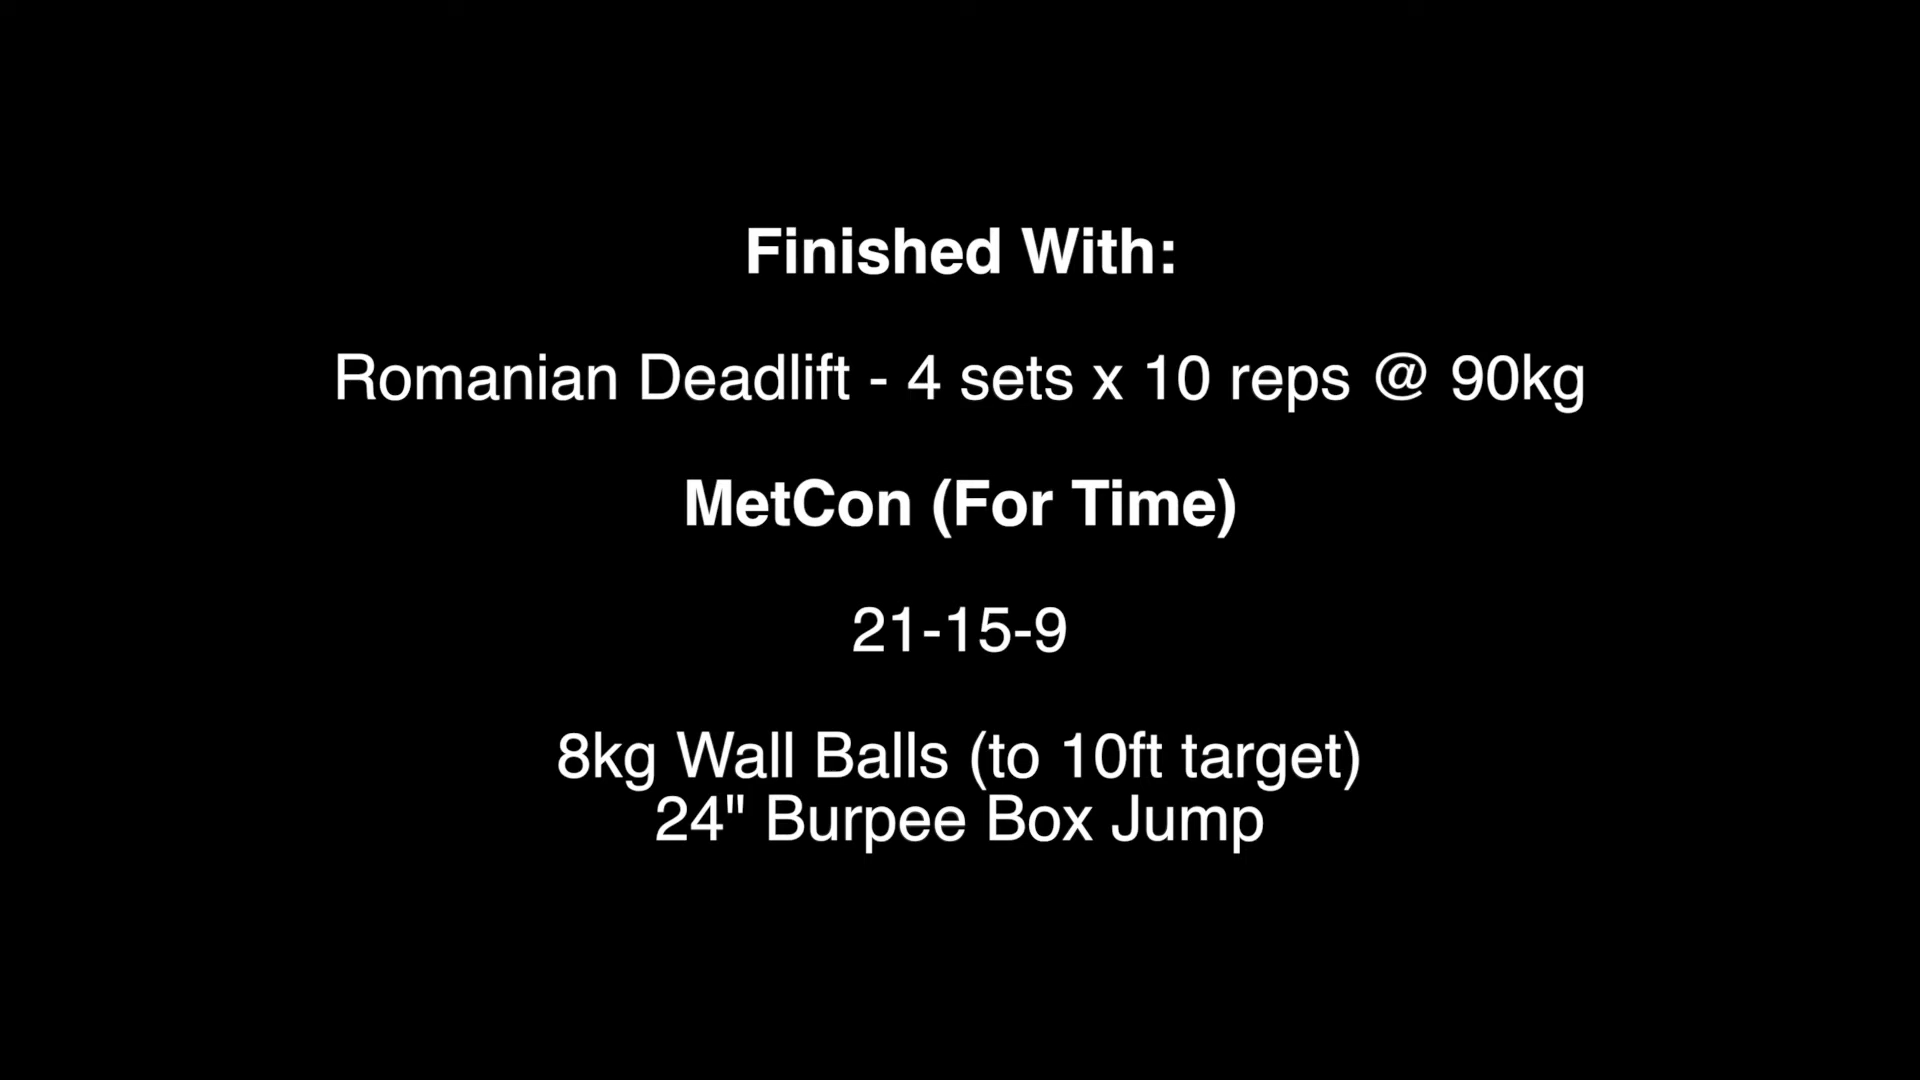 Finished With:
Romanian Deadlift - 4 sets x 10 reps @ 90kg
MetCon (For Time)
21-15-9
8kg Wall Balls (to 10ft target)
24" Burpee Box Jump